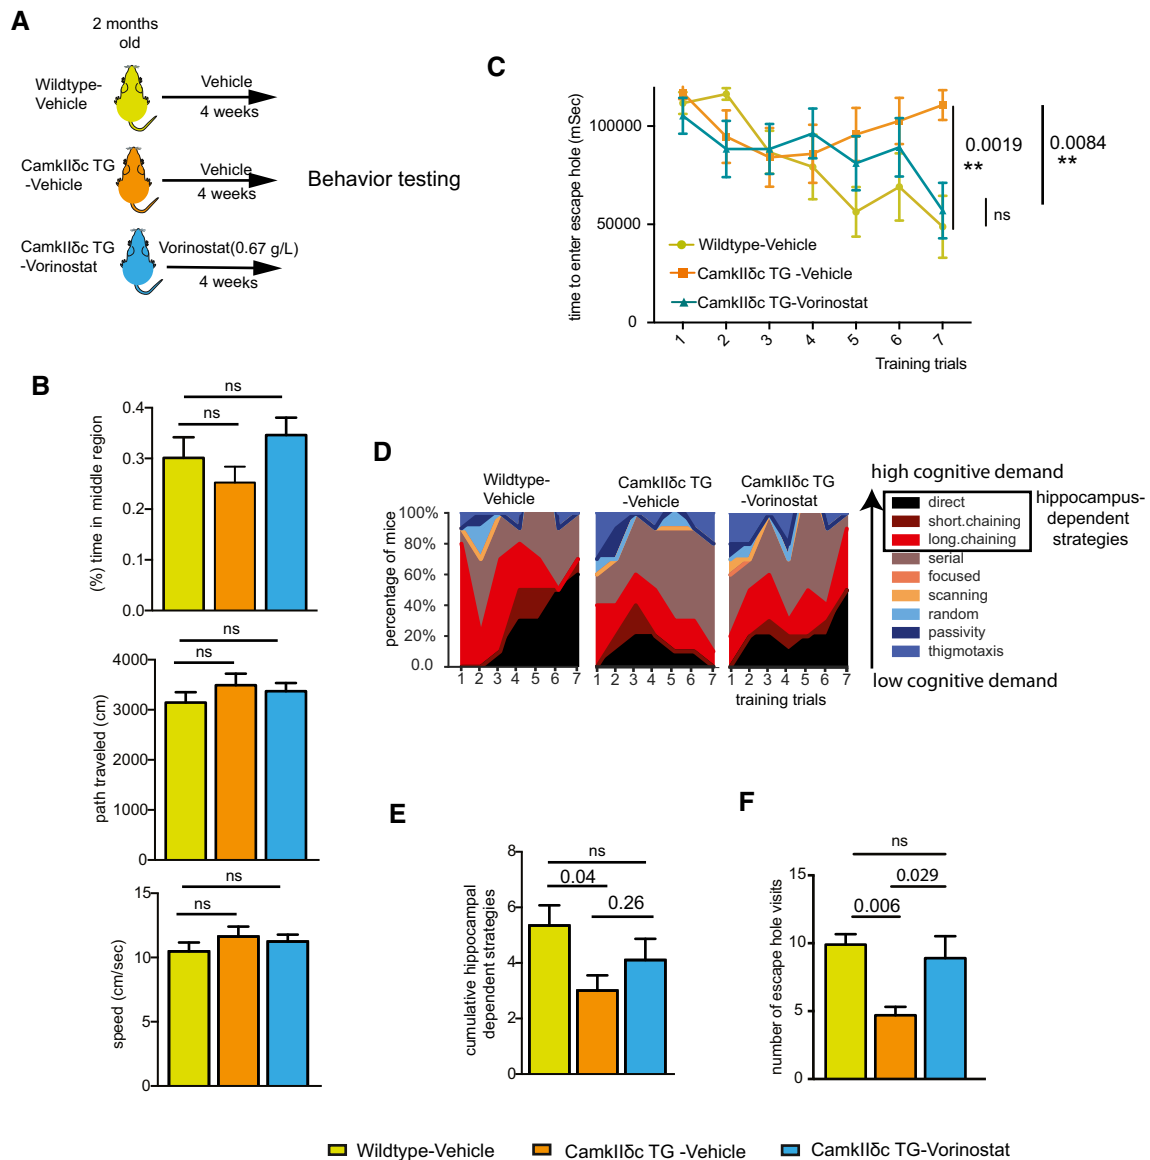 A
2 months
old
Wildtype-
Vehicle
Vehicle
4 weeks
CamkIIδc TG
-Vehicle
Vehicle
4 weeks
Behavior testing
CamkIIδc TG
-Vorinostat
Vorinostat(0.67 g/L)
4 weeks
B
ns
ns
(%) time in middle region
0.4
0.3
0.2
0.1
0.0
ns
ns
path traveled (cm)
4000
3000
2000
1000
0
ns
ns
speed (cm/sec)
15
10
5
0
C
time to enter escape hole (mSec)
100000
50000
0
Wildtype-Vehicle
CamkIIδc TG -Vehicle
CamkIIδc TG-Vorinostat
0.0019
**
ns
0.0084
**
1 2 3 4 5 6 7
Training trials
D
Wildtype-
Vehicle
CamkIIδc TG
-Vehicle
CamkIIδc TG
-Vorinostat
percentage of mice
100%
80%
60%
40%
20%
0.0
1 2 3 4 5 6 7
1 2 3 4 5 6 7
1 2 3 4 5 6 7
training trials
high cognitive demand
direct
short.chaining
long.chaining
serial
focused
scanning
random
passivity
thigmotaxis
hippocampus-
dependent
strategies
low cognitive demand
E
cumulative hippocampal
dependent strategies
8
6
4
2
0
ns
0.04
0.26
F
number of escape hole visits
15
10
5
0
ns
0.029
0.006
Wildtype-Vehicle
CamkIIδc TG -Vehicle
CamkIIδc TG-Vorinostat